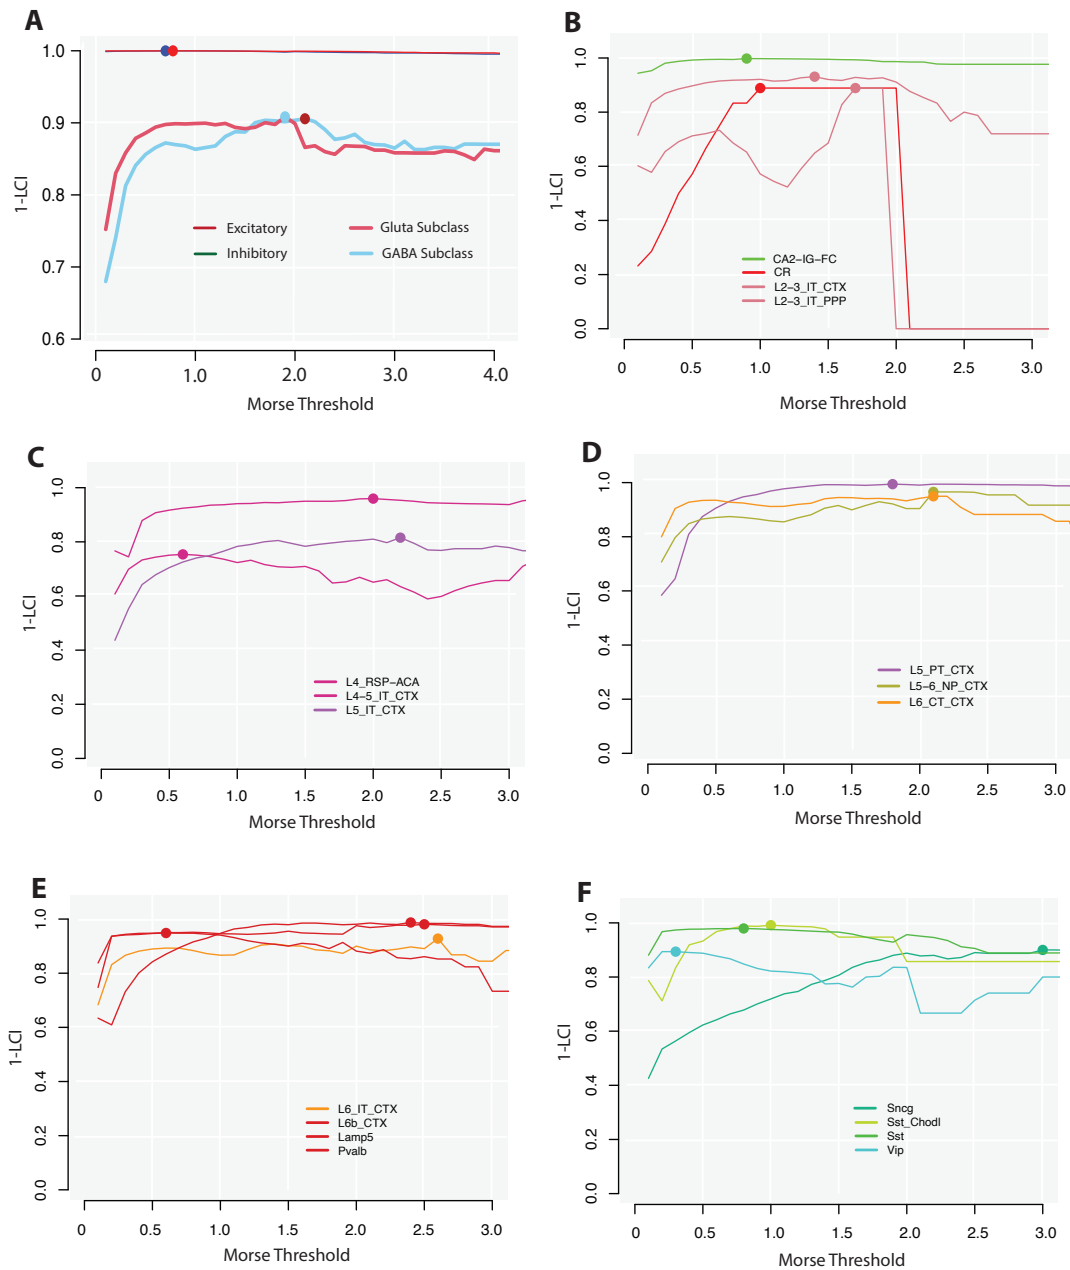 A
1.0
0.9
0.8
0.7
0.6
1-LCI
Excitatory
Inhibitory
Gluta Subclass
GABA Subclass
0 1.0 2.0 3.0 4.0
Morse Threshold
B
1.0
0.8
0.6
0.4
0.2
0.0
1-LCI
CA2-IG-FC
CR
L2-3_IT_CTX
L2-3_IT_PPP
0 0.5 1.0 1.5 2.0 2.5 3.0
Morse Threshold
C
1.0
0.8
0.6
0.4
0.2
0.0
1-LCI
L4_RSP-ACA
L4-5_IT_CTX
L5_IT_CTX
0 0.5 1.0 1.5 2.0 2.5 3.0
Morse Threshold
D
1.0
0.8
0.6
0.4
0.2
0.0
1-LCI
L5_PT_CTX
L5-6_NP_CTX
L6_CT_CTX
0 0.5 1.0 1.5 2.0 2.5 3.0
Morse Threshold
E
1.0
0.8
0.6
0.4
0.2
0.0
1-LCI
L6_IT_CTX
L6b_CTX
Lamp5
Pvalb
0 0.5 1.0 1.5 2.0 2.5 3.0
Morse Threshold
F
1.0
0.8
0.6
0.4
0.2
0.0
1-LCI
Sncg
Sst_Chodl
Sst
Vip
0 0.5 1.0 1.5 2.0 2.5 3.0
Morse Threshold